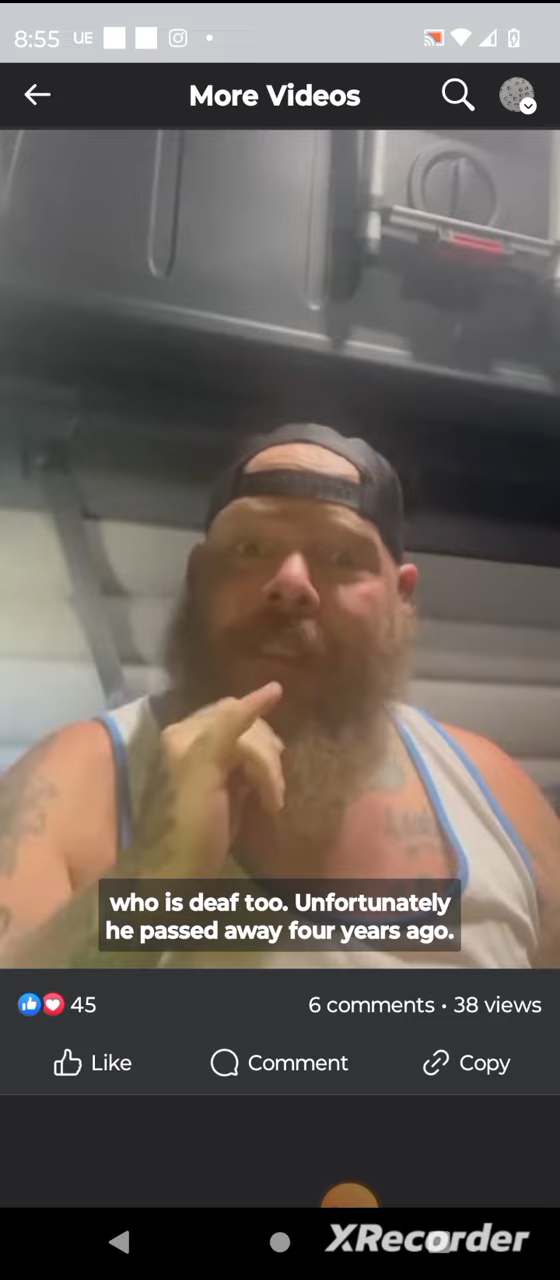 8:55 UE
More Videos
who is deaf too. Unfortunately
he passed away four years ago.
45
6 comments • 38 views
Like
Comment
Copy
XRecorder